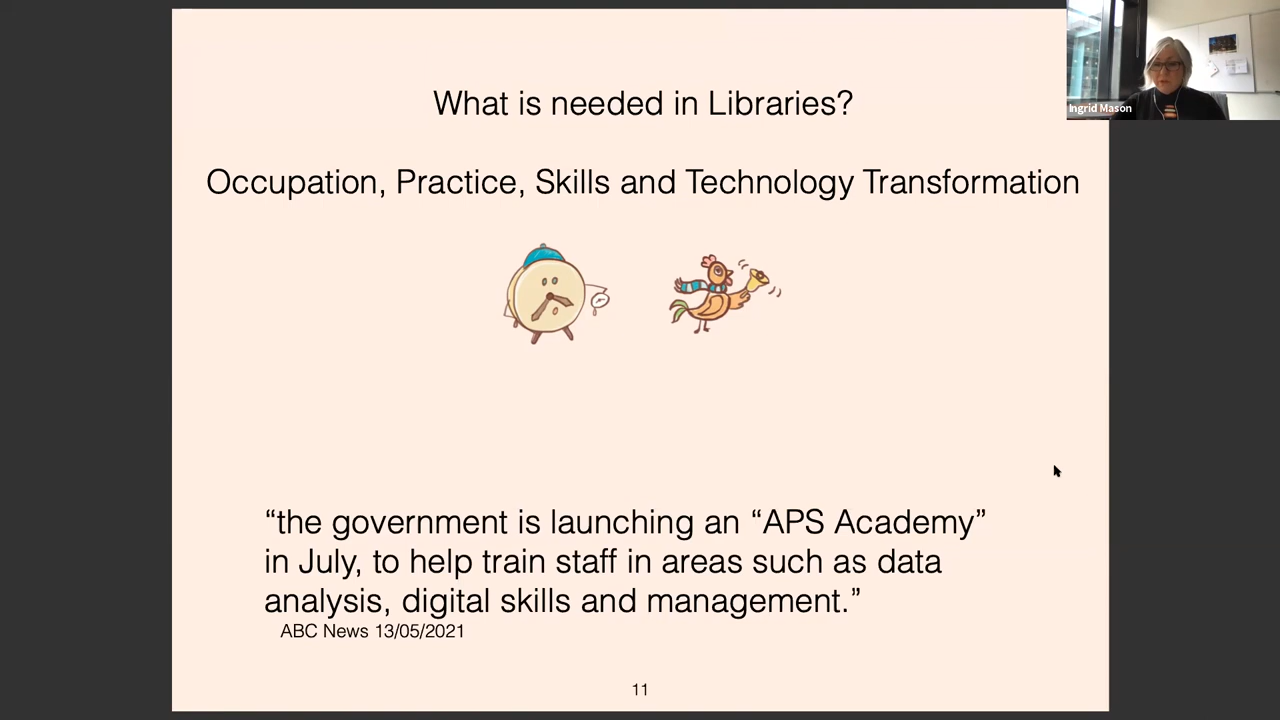 Ingrid Mason
What is needed in Libraries?
Occupation, Practice, Skills and Technology Transformation
“the government is launching an “APS Academy”
in July, to help train staff in areas such as data
analysis, digital skills and management.”
ABC News 13/05/2021
11